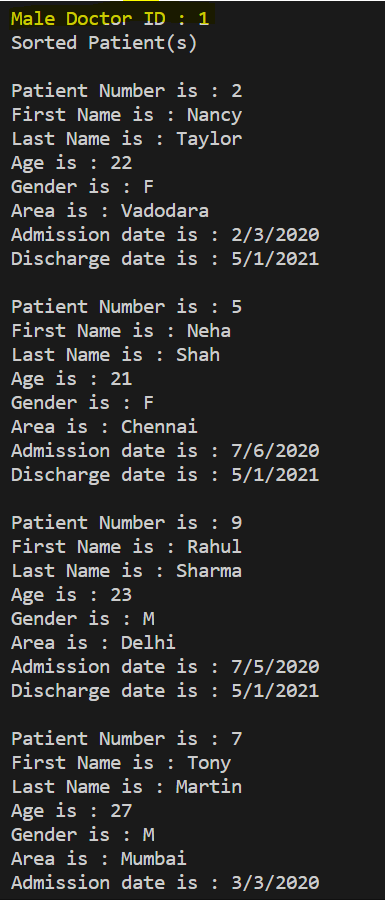 Male Doctor ID : 1
Sorted Patient(s)
Patient Number is : 2
First Name is : Nancy
Last Name is : Taylor
Age is : 22
Gender is : F
Area is : Vadodara
Admission date is : 2/3/2020
Discharge date is : 5/1/2021
Patient Number is : 5
First Name is : Neha
Last Name is : Shah
Age is : 21
Gender is : F
Area is : Chennai
Admission date is : 7/6/2020
Discharge date is : 5/1/2021
Patient Number is : 9
First Name is : Rahul
Last Name is : Sharma
Age is : 23
Gender is : M
Area is : Delhi
Admission date is : 7/5/2020
Discharge date is : 5/1/2021
Patient Number is : 7
First Name is : Tony
Last Name is : Martin
Age is : 27
Gender is : M
Area is : Mumbai
Admission date is : 3/3/2020